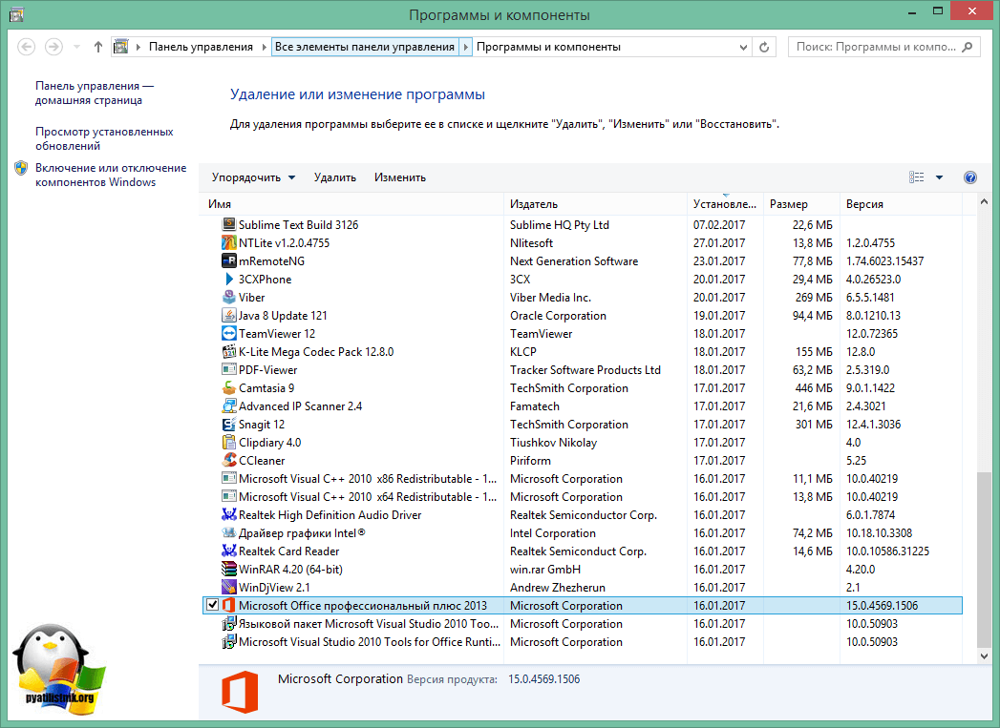 Программы и компоненты
Панель управления
Все элементы панели управления
Программы и компоненты
Поиск: Программы и компо...
Панель управления —
домашняя страница
Просмотр установленных
обновлений
Включение или отключение
компонентов Windows
Удаление или изменение программы
Для удаления программы выберите ее в списке и щелкните "Удалить", "Изменить" или "Восстановить".
Упорядочить Удалить Изменить
Имя Издатель Установле... Размер Версия
Sublime Text Build 3126 Sublime HQ Pty Ltd 07.02.2017 22,6 МБ
NTLite v1.2.0.4755 Nlitesoft 27.01.2017 13,8 МБ 1.2.0.4755
mRemoteNG Next Generation Software 23.01.2017 77,8 МБ 1.74.6023.15437
3CXPhone 3CX 20.01.2017 29,4 МБ 4.0.26523.0
Viber Viber Media Inc. 20.01.2017 269 МБ 6.5.5.1481
Java 8 Update 121 Oracle Corporation 19.01.2017 94,4 МБ 8.0.1210.13
TeamViewer 12 TeamViewer 18.01.2017 12.0.72365
K-Lite Mega Codec Pack 12.8.0 KLCP 18.01.2017 155 МБ 12.8.0
PDF-Viewer Tracker Software Products Ltd 18.01.2017 63,2 МБ 2.5.319.0
Camtasia 9 TechSmith Corporation 17.01.2017 446 МБ 9.0.1.1422
Advanced IP Scanner 2.4 Famatech 17.01.2017 21,6 МБ 2.4.3021
Snagit 12 TechSmith Corporation 17.01.2017 301 МБ 12.4.1.3036
Clipdiary 4.0 Tiushkov Nikolay 17.01.2017 4.0
CCleaner Piriform 17.01.2017 5.25
Microsoft Visual C++ 2010 x86 Redistributable - 1... Microsoft Corporation 16.01.2017 11,1 МБ 10.0.40219
Microsoft Visual C++ 2010 x64 Redistributable - 1... Microsoft Corporation 16.01.2017 13,8 МБ 10.0.40219
Realtek High Definition Audio Driver Realtek Semiconductor Corp. 16.01.2017 6.0.1.7874
Драйвер графики Intel® Intel Corporation 16.01.2017 74,2 МБ 10.18.10.3308
Realtek Card Reader Realtek Semiconduct Corp. 16.01.2017 14,6 МБ 10.0.10586.31225
WinRAR 4.20 (64-bit) win.rar GmbH 16.01.2017 4.20.0
WinDjView 2.1 Andrew Zhezherun 16.01.2017 2.1
Microsoft Office профессиональный плюс 2013 Microsoft Corporation 16.01.2017 15.0.4569.1506
Языковой пакет Microsoft Visual Studio 2010 Too... Microsoft Corporation 16.01.2017 10.0.50903
Microsoft Visual Studio 2010 Tools for Office Runti... Microsoft Corporation 16.01.2017 10.0.50903
Microsoft Corporation Версия продукта: 15.0.4569.1506
pyatilistnik.org